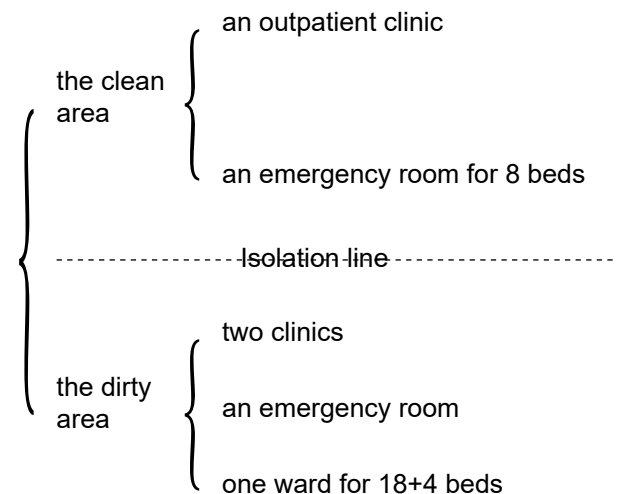 an outpatient clinic
the clean
area
an emergency room for 8 beds
Isolation line
two clinics
the dirty
area
an emergency room
one ward for 18+4 beds